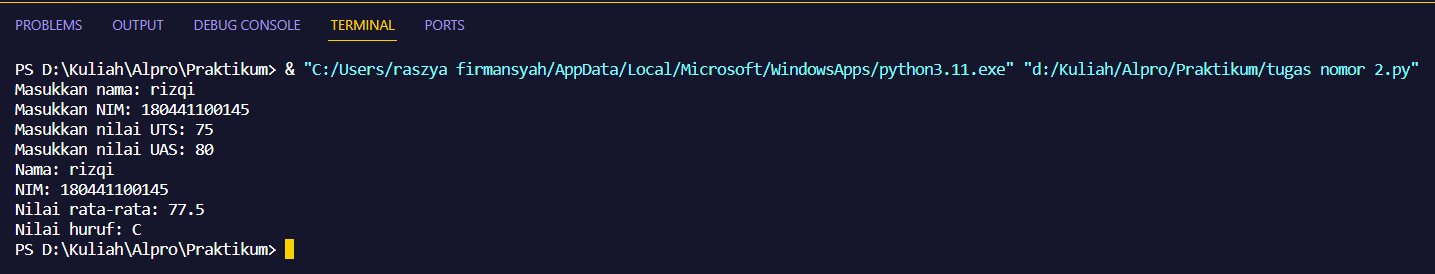 PROBLEMS OUTPUT DEBUG CONSOLE TERMINAL PORTS
PS D:\Kuliah\Alpro\Praktikum> & "C:/Users/raszya firmansyah/AppData/Local/Microsoft/WindowsApps/python3.11.exe" "d:/Kuliah/Alpro/Praktikum/tugas nomor 2.py"
Masukkan nama: rizqi
Masukkan NIM: 180441100145
Masukkan nilai UTS: 75
Masukkan nilai UAS: 80
Nama: rizqi
NIM: 180441100145
Nilai rata-rata: 77.5
Nilai huruf: C
PS D:\Kuliah\Alpro\Praktikum>